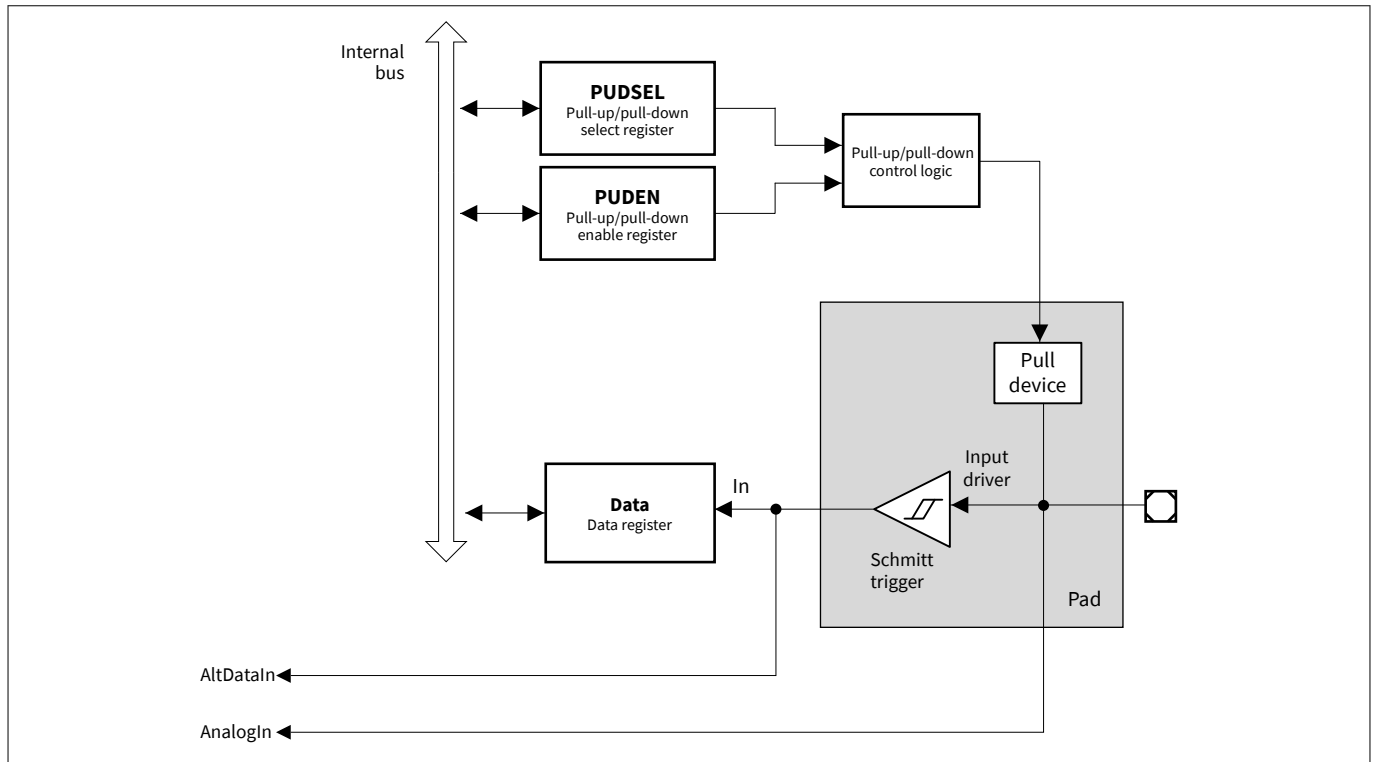 Internal
bus
PUDSEL
Pull-up/pull-down
select register
PUDEN
Pull-up/pull-down
enable register
Pull-up/pull-down
control logic
Pull
device
Input
driver
In
Data
Data register
Schmitt
trigger
Pad
AltDataIn
AnalogIn